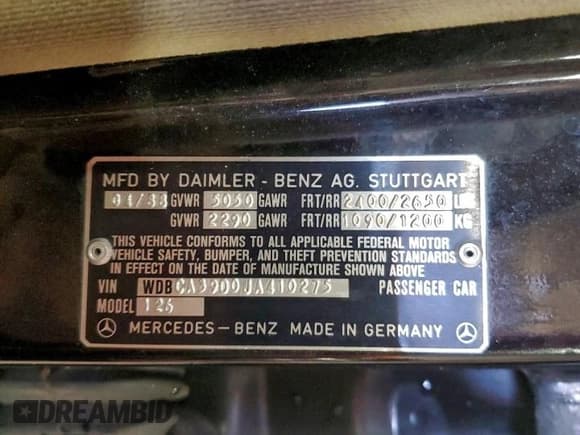 MFD BY DAIMLER - BENZ AG. STUTTGART
04/88 GVWR 5050 GAWR FRT/RR 2400/2650 LB
GVWR 2290 GAWR FRT/RR 1090/1200 KG
THIS VEHICLE CONFORMS TO ALL APPLICABLE FEDERAL MOTOR
VEHICLE SAFETY, BUMPER, AND THEFT PREVENTION STANDARDS
IN EFFECT ON THE DATE OF MANUFACTURE SHOWN ABOVE
VIN WDBCA3900JA410275 PASSENGER CAR
MODEL 126
MERCEDES-BENZ MADE IN GERMANY
DREAMBID